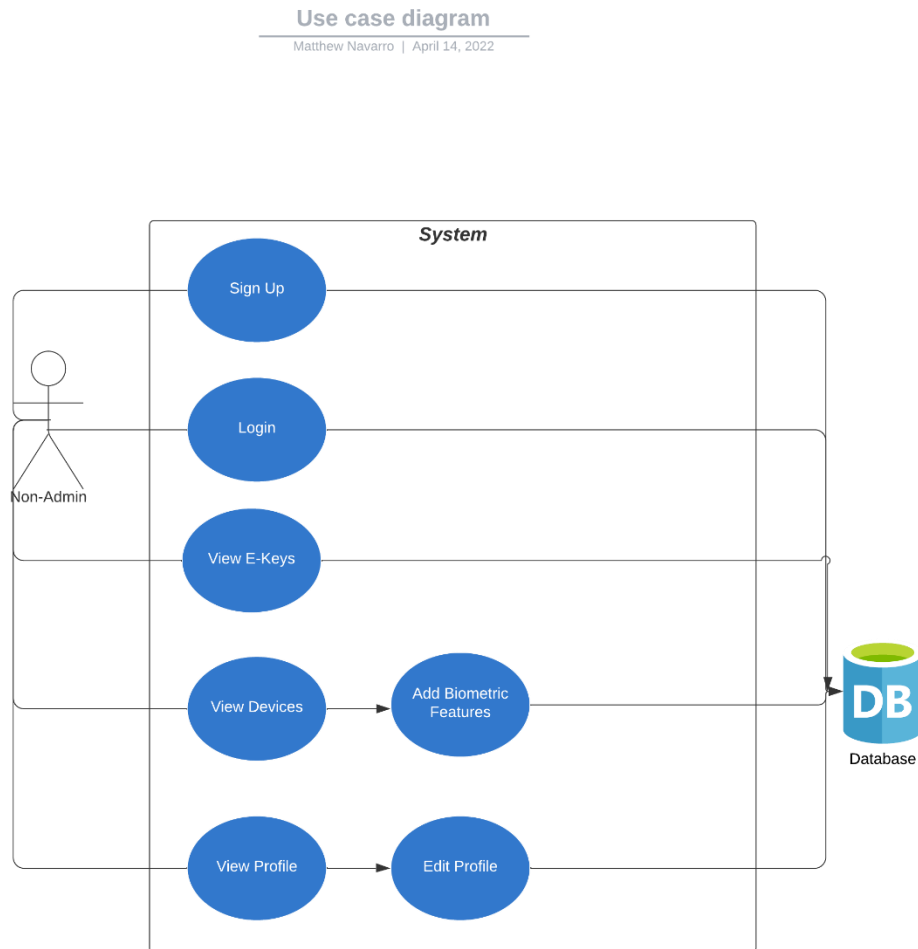 Use case diagram
Matthew Navarro | April 14, 2022
System
Sign Up
Login
Non-Admin
View E-Keys
View Devices
Add Biometric
Features
DB
Database
View Profile
Edit Profile